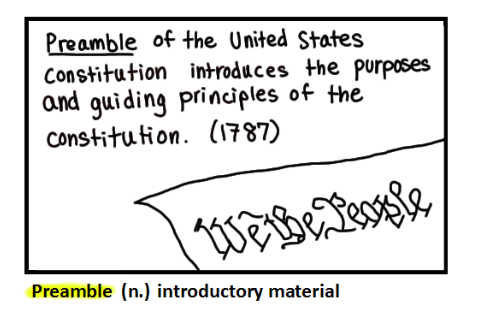 Preamble of the United States
Constitution introduces the purposes
and guiding principles of the
constitution. (1787)
We the People
Preamble (n.) introductory material